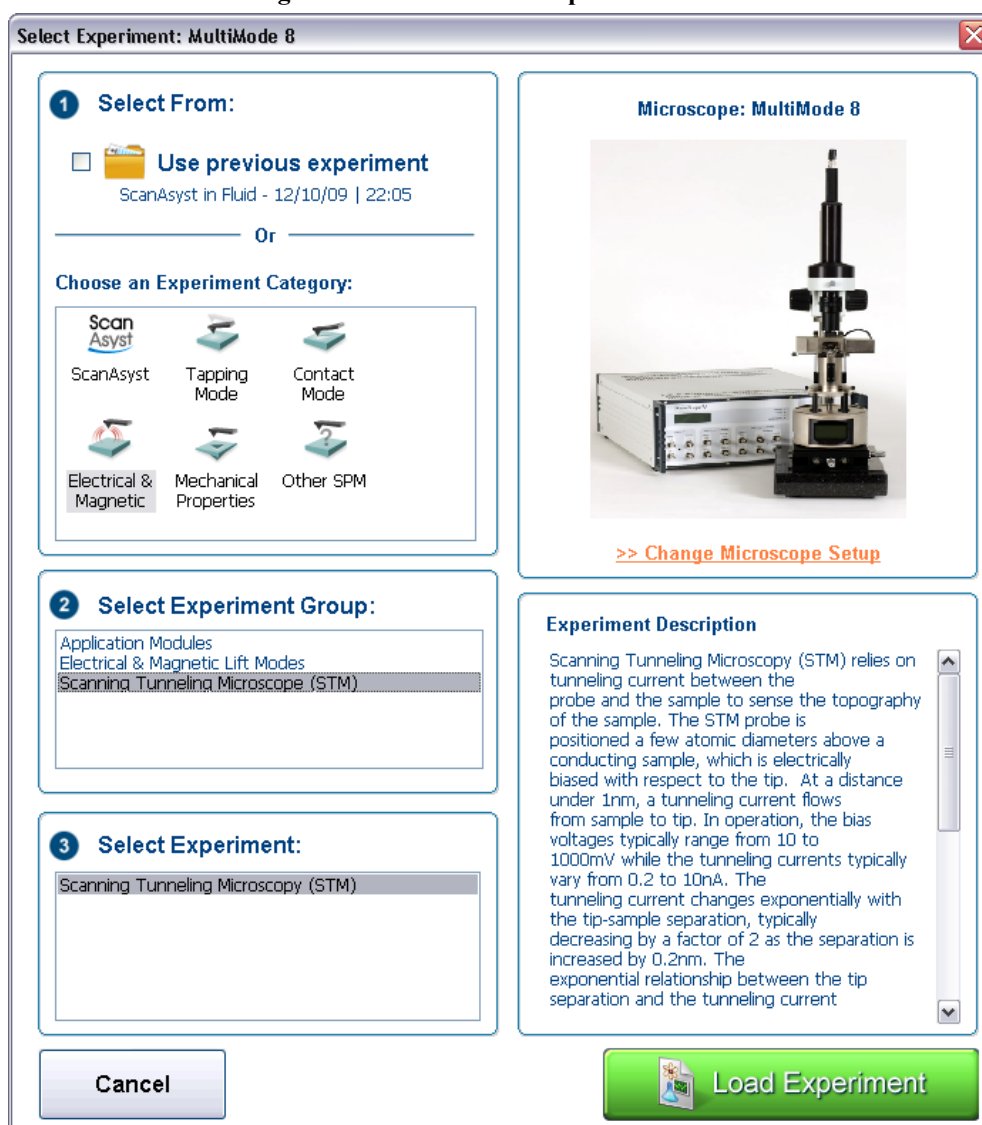 Select Experiment: MultiMode 8
1 Select From:
Use previous experiment
ScanAsyst in Fluid - 12/10/09 | 22:05
Or
Choose an Experiment Category:
Scan
Asyst
ScanAsyst
Tapping
Mode
Contact
Mode
Electrical &
Magnetic
Mechanical
Properties
?
Other SPM
2 Select Experiment Group:
Application Modules
Electrical & Magnetic Lift Modes
Scanning Tunneling Microscope (STM)
3 Select Experiment:
Scanning Tunneling Microscopy (STM)
Cancel
Microscope: MultiMode 8
>> Change Microscope Setup
Experiment Description
Scanning Tunneling Microscopy (STM) relies on
tunneling current between the
probe and the sample to sense the topography
of the sample. The STM probe is
positioned a few atomic diameters above a
conducting sample, which is electrically
biased with respect to the tip.  At a distance
under 1nm, a tunneling current flows
from sample to tip. In operation, the bias
voltages typically range from 10 to
1000mV while the tunneling currents typically
vary from 0.2 to 10nA. The
tunneling current changes exponentially with
the tip-sample separation, typically
decreasing by a factor of 2 as the separation is
increased by 0.2nm. The
exponential relationship between the tip
separation and the tunneling current
Load Experiment